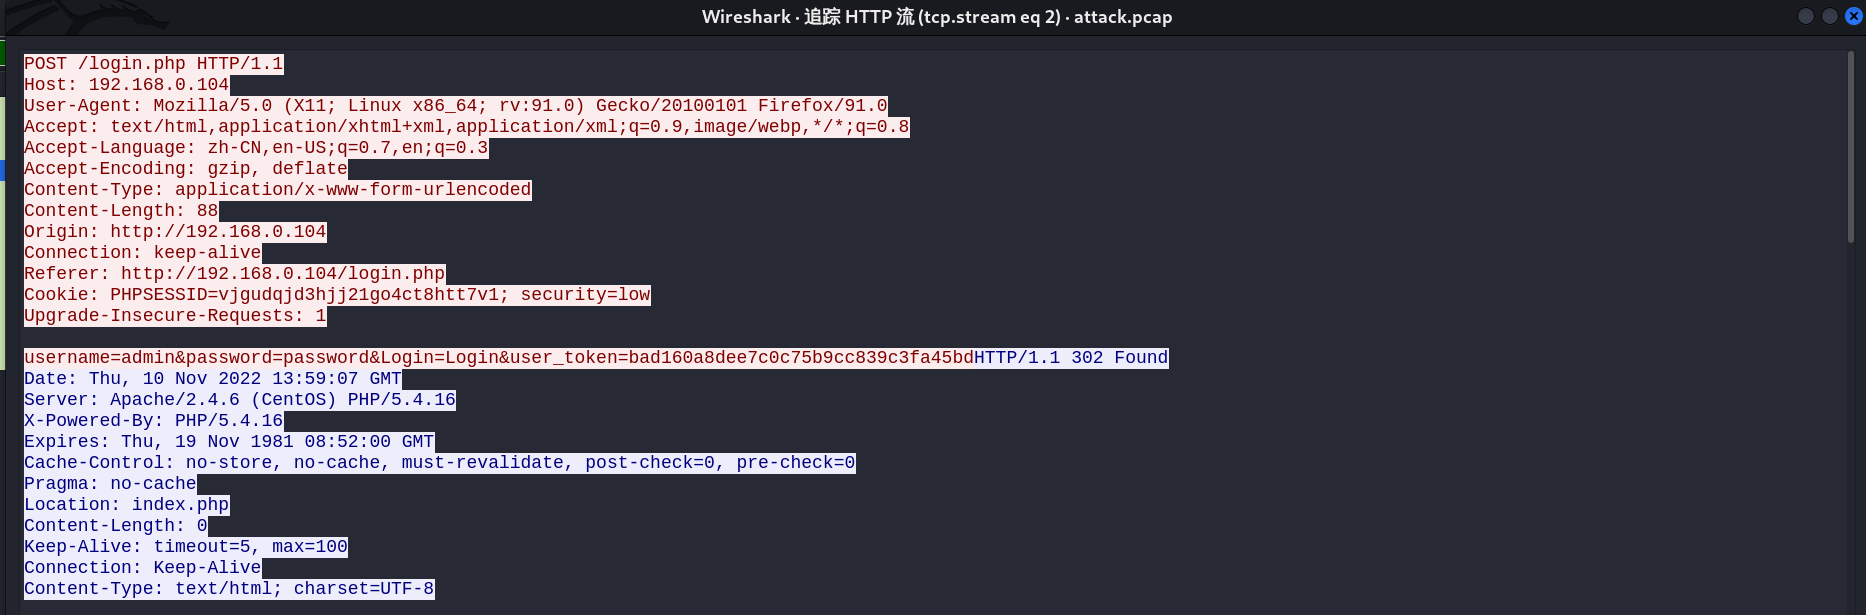 Wireshark · 追踪 HTTP 流 (tcp.stream eq 2) · attack.pcap
POST /login.php HTTP/1.1
Host: 192.168.0.104
User-Agent: Mozilla/5.0 (X11; Linux x86_64; rv:91.0) Gecko/20100101 Firefox/91.0
Accept: text/html,application/xhtml+xml,application/xml;q=0.9,image/webp,*/*;q=0.8
Accept-Language: zh-CN,en-US;q=0.7,en;q=0.3
Accept-Encoding: gzip, deflate
Content-Type: application/x-www-form-urlencoded
Content-Length: 88
Origin: http://192.168.0.104
Connection: keep-alive
Referer: http://192.168.0.104/login.php
Cookie: PHPSESSID=vjgudqjd3hjj21go4ct8htt7v1; security=low
Upgrade-Insecure-Requests: 1
username=admin&password=password&Login=Login&user_token=bad160a8dee7c0c75b9cc839c3fa45bdHTTP/1.1 302 Found
Date: Thu, 10 Nov 2022 13:59:07 GMT
Server: Apache/2.4.6 (CentOS) PHP/5.4.16
X-Powered-By: PHP/5.4.16
Expires: Thu, 19 Nov 1981 08:52:00 GMT
Cache-Control: no-store, no-cache, must-revalidate, post-check=0, pre-check=0
Pragma: no-cache
Location: index.php
Content-Length: 0
Keep-Alive: timeout=5, max=100
Connection: Keep-Alive
Content-Type: text/html; charset=UTF-8